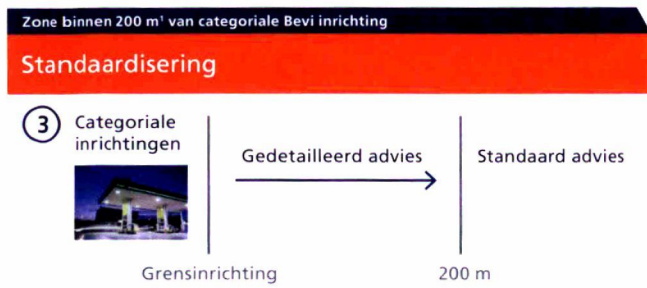 Zone binnen 200 m¹ van categoriale Bevi inrichting
Standaardisering
3 Categoriale
inrichtingen
Gedetailleerd advies
Standaard advies
Grensinrichting
200 m